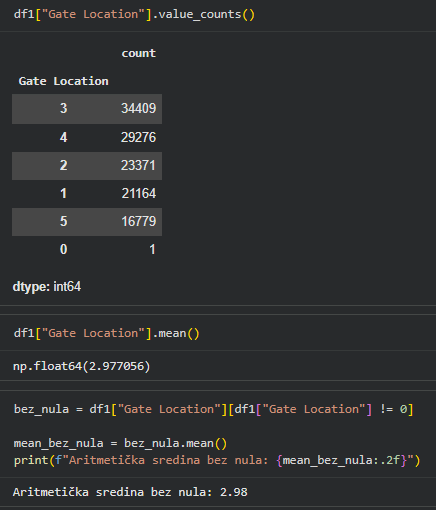 df1["Gate Location"].value_counts()
count
Gate Location
3 34409
4 29276
2 23371
1 21164
5 16779
0 1
dtype: int64
df1["Gate Location"].mean()
np.float64(2.977056)
bez_nula = df1["Gate Location"][df1["Gate Location"] != 0]
mean_bez_nula = bez_nula.mean()
print(f"Aritmetička sredina bez nula: {mean_bez_nula:.2f}")
Aritmetička sredina bez nula: 2.98